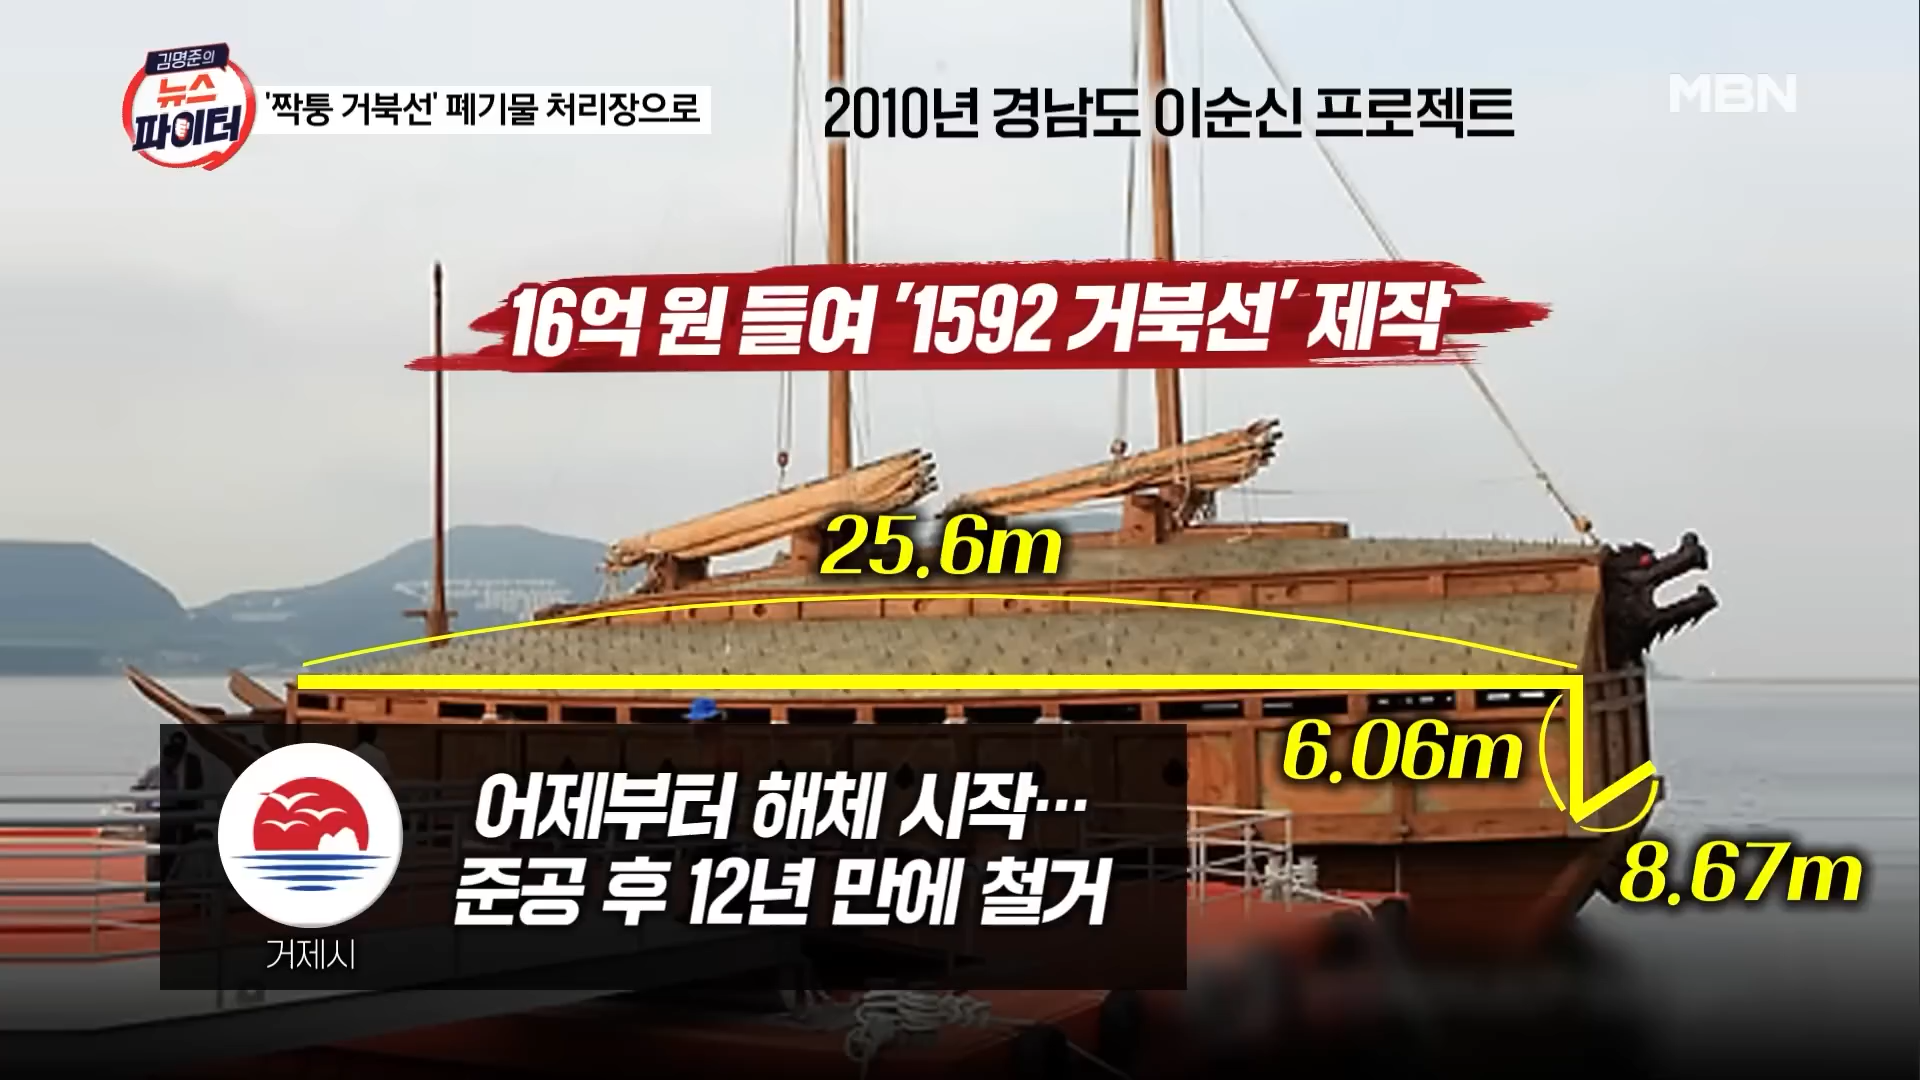 김명준의
뉴스
파이터
'짝퉁 거북선' 폐기물 처리장으로
2010년 경남도 이순신 프로젝트
MBN
16억 원 들여 '1592 거북선' 제작
25.6m
6.06m
8.67m
어제부터 해체 시작…
준공 후 12년 만에 철거
거제시